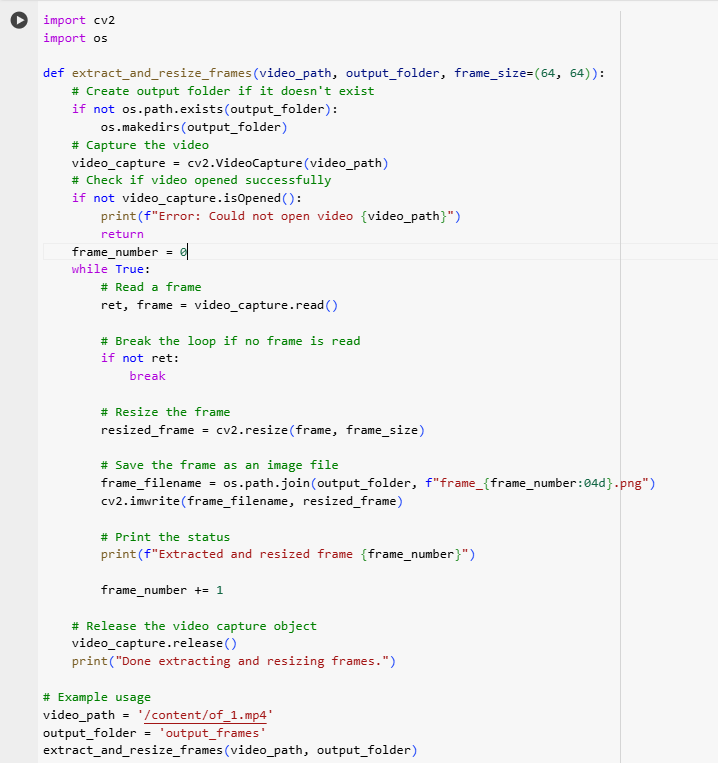 import cv2
import os

def extract_and_resize_frames(video_path, output_folder, frame_size=(64, 64)):
    # Create output folder if it doesn't exist
    if not os.path.exists(output_folder):
        os.makedirs(output_folder)
    # Capture the video
    video_capture = cv2.VideoCapture(video_path)
    # Check if video opened successfully
    if not video_capture.isOpened():
        print(f"Error: Could not open video {video_path}")
        return
    frame_number = 0
    while True:
        # Read a frame
        ret, frame = video_capture.read()

        # Break the loop if no frame is read
        if not ret:
            break

        # Resize the frame
        resized_frame = cv2.resize(frame, frame_size)

        # Save the frame as an image file
        frame_filename = os.path.join(output_folder, f"frame_{frame_number:04d}.png")
        cv2.imwrite(frame_filename, resized_frame)

        # Print the status
        print(f"Extracted and resized frame {frame_number}")

        frame_number += 1

    # Release the video capture object
    video_capture.release()
    print("Done extracting and resizing frames.")

# Example usage
video_path = '/content/of_1.mp4'
output_folder = 'output_frames'
extract_and_resize_frames(video_path, output_folder)